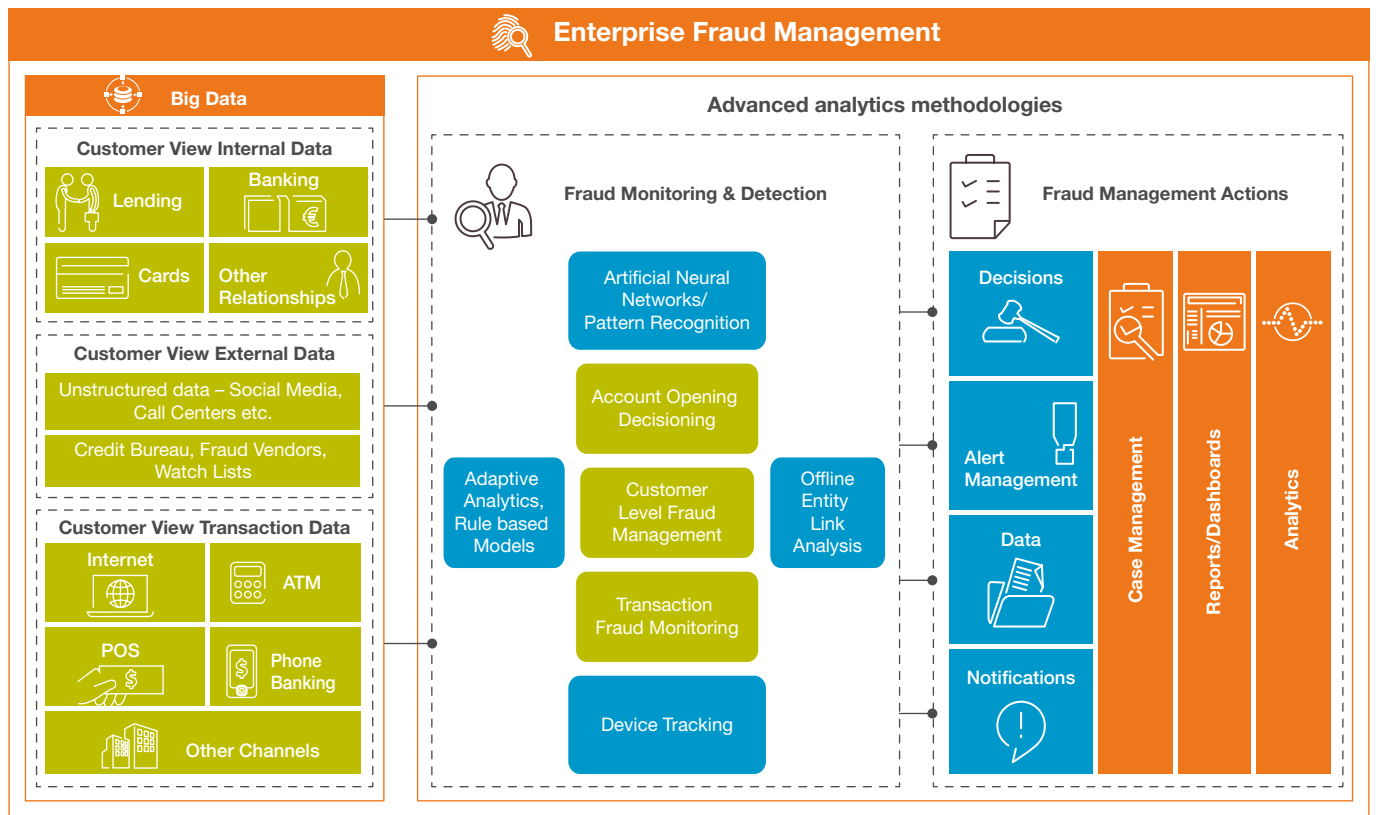 Enterprise Fraud Management
Big Data
Customer View Internal Data
Lending
Banking
€
Cards
Other
Relationships
Customer View External Data
Unstructured data – Social Media,
Call Centers etc.
Credit Bureau, Fraud Vendors,
Watch Lists
Customer View Transaction Data
Internet
ATM
POS
$
Phone
Banking
$
Other Channels
Advanced analytics methodologies
Fraud Monitoring & Detection
Artificial Neural
Networks/
Pattern Recognition
Account Opening
Decisioning
Adaptive
Analytics,
Rule based
Models
Customer
Level Fraud
Management
Offline
Entity
Link
Analysis
Transaction
Fraud Monitoring
Device Tracking
Fraud Management Actions
Decisions
Alert
Management
Data
Notifications
Case Management
Reports/Dashboards
Analytics